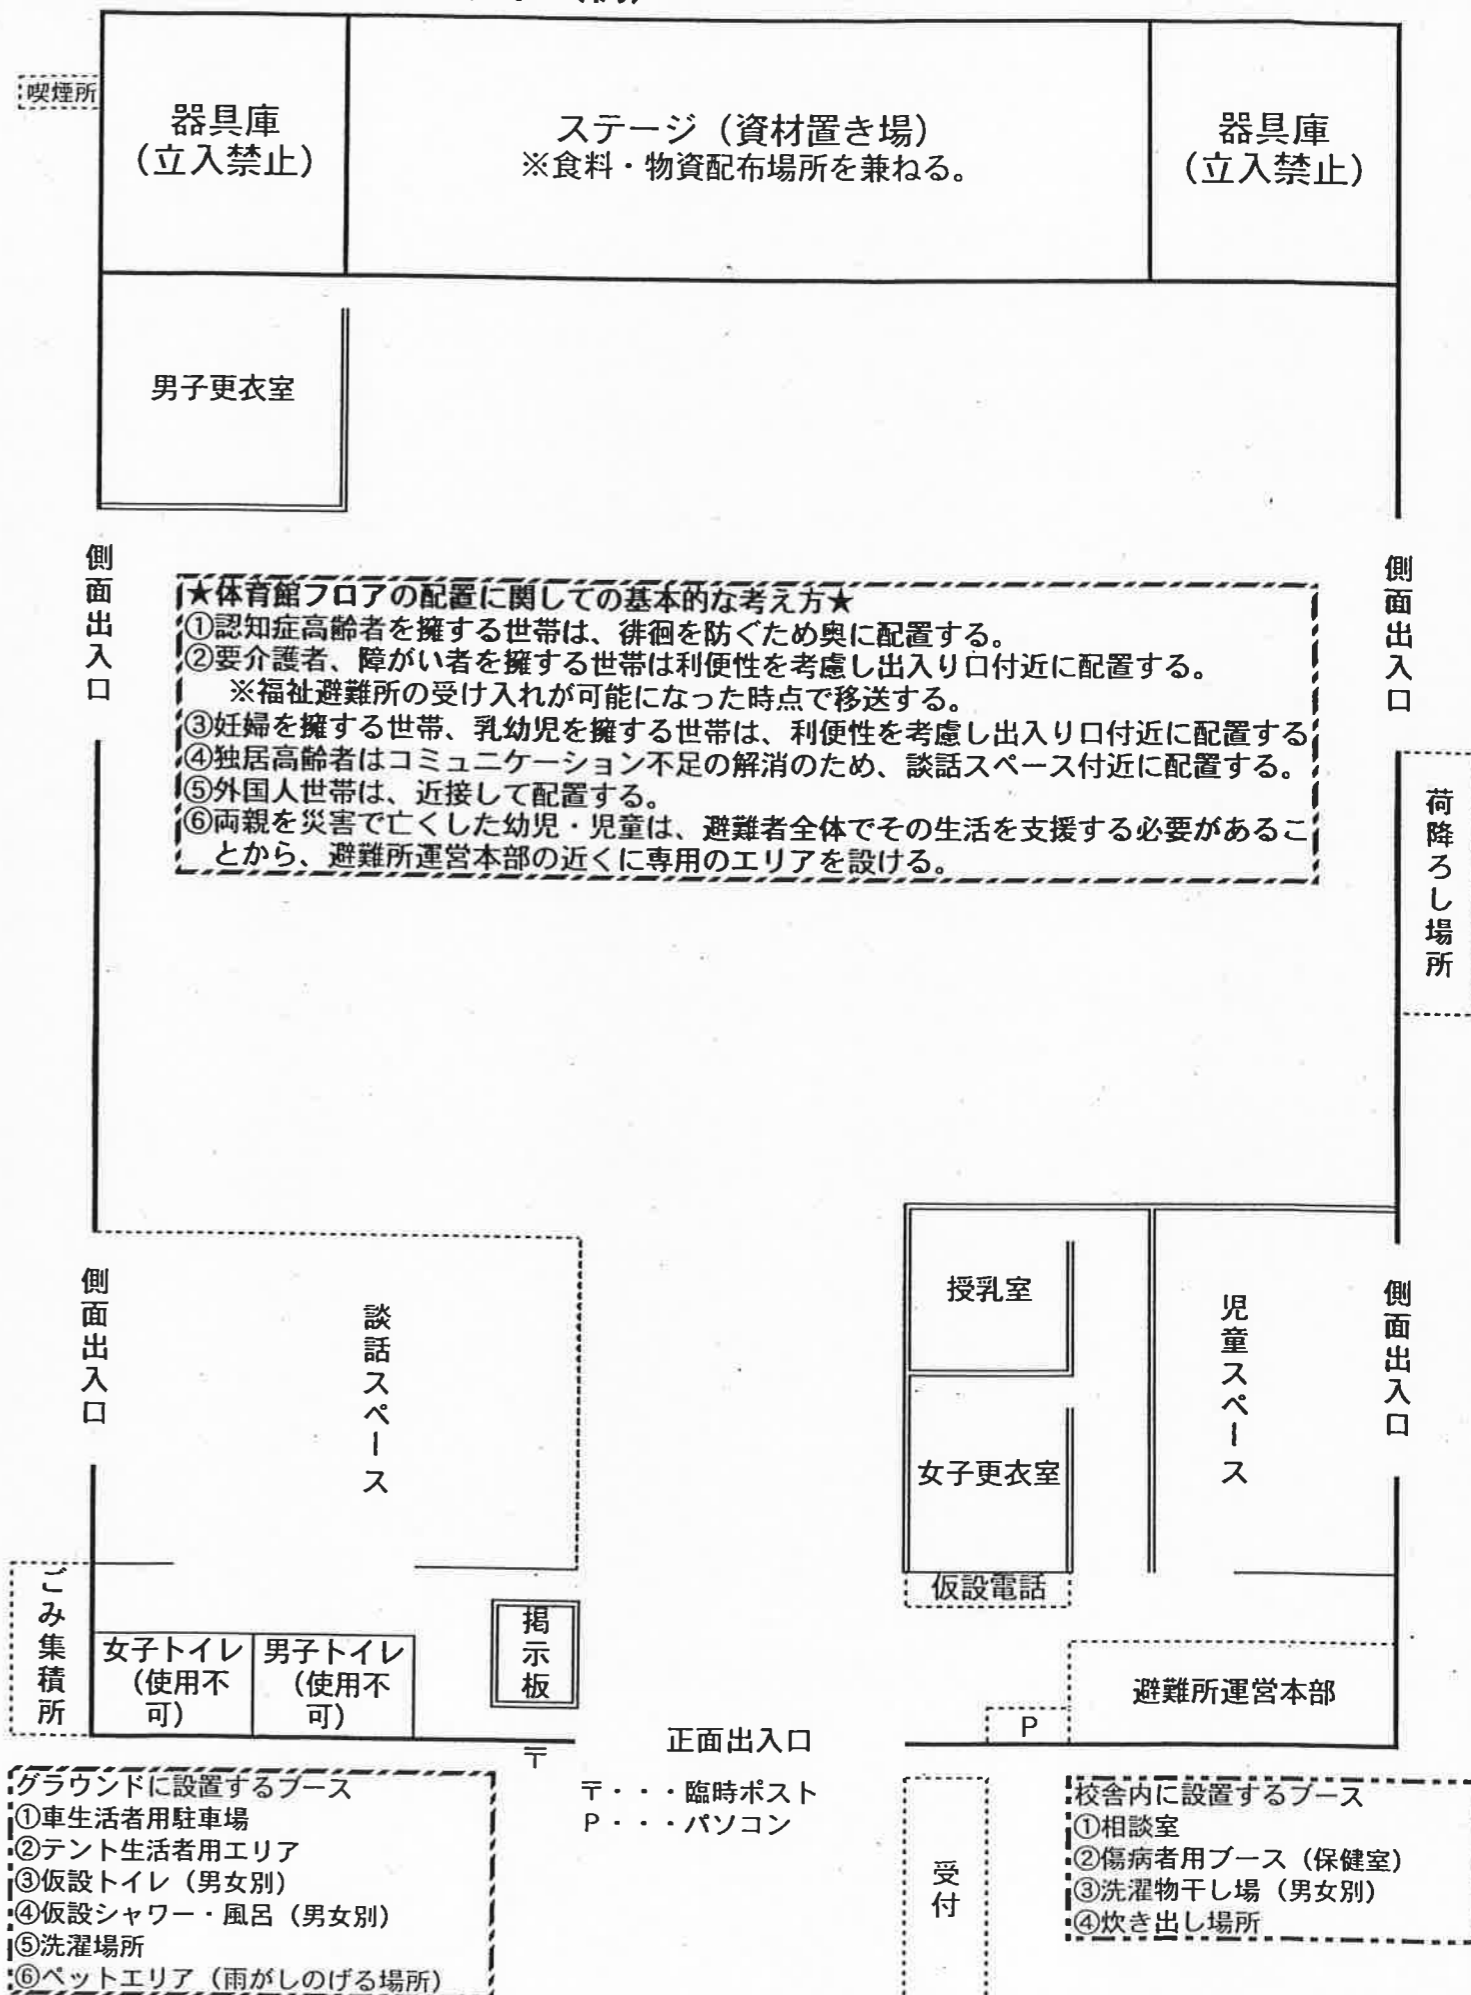 喫煙所
器具庫
(立入禁止)
ステージ（資材置き場）
※食料・物資配布場所を兼ねる。
器具庫
(立入禁止)
男子更衣室
側面出入口
側面出入口
★体育館フロアの配置に関しての基本的な考え方★
①認知症高齢者を擁する世帯は、徘徊を防ぐため奥に配置する。
②要介護者、障がい者を擁する世帯は利便性を考慮し出入り口付近に配置する。
※福祉避難所の受け入れが可能になった時点で移送する。
③妊婦を擁する世帯、乳幼児を擁する世帯は、利便性を考慮し出入り口付近に配置する
④独居高齢者はコミュニケーション不足の解消のため、談話スペース付近に配置する。
⑤外国人世帯は、近接して配置する。
⑥両親を災害で亡くした幼児・児童は、避難者全体でその生活を支援する必要があるこ
とから、避難所運営本部の近くに専用のエリアを設ける。
荷降ろし場所
側面出入口
談話スペース
授乳室
児童スペース
側面出入口
女子更衣室
仮設電話
ごみ集積所
女子トイレ
(使用不
可)
男子トイレ
(使用不
可)
掲示板
避難所運営本部
P
正面出入口
〒
〒・・・臨時ポスト
P・・・パソコン
受付
グラウンドに設置するブース
①車生活者用駐車場
②テント生活者用エリア
③仮設トイレ（男女別）
④仮設シャワー・風呂（男女別）
⑤洗濯場所
⑥ペットエリア（雨がしのげる場所）
校舎内に設置するブース
①相談室
②傷病者用ブース（保健室）
③洗濯物干し場（男女別）
④炊き出し場所